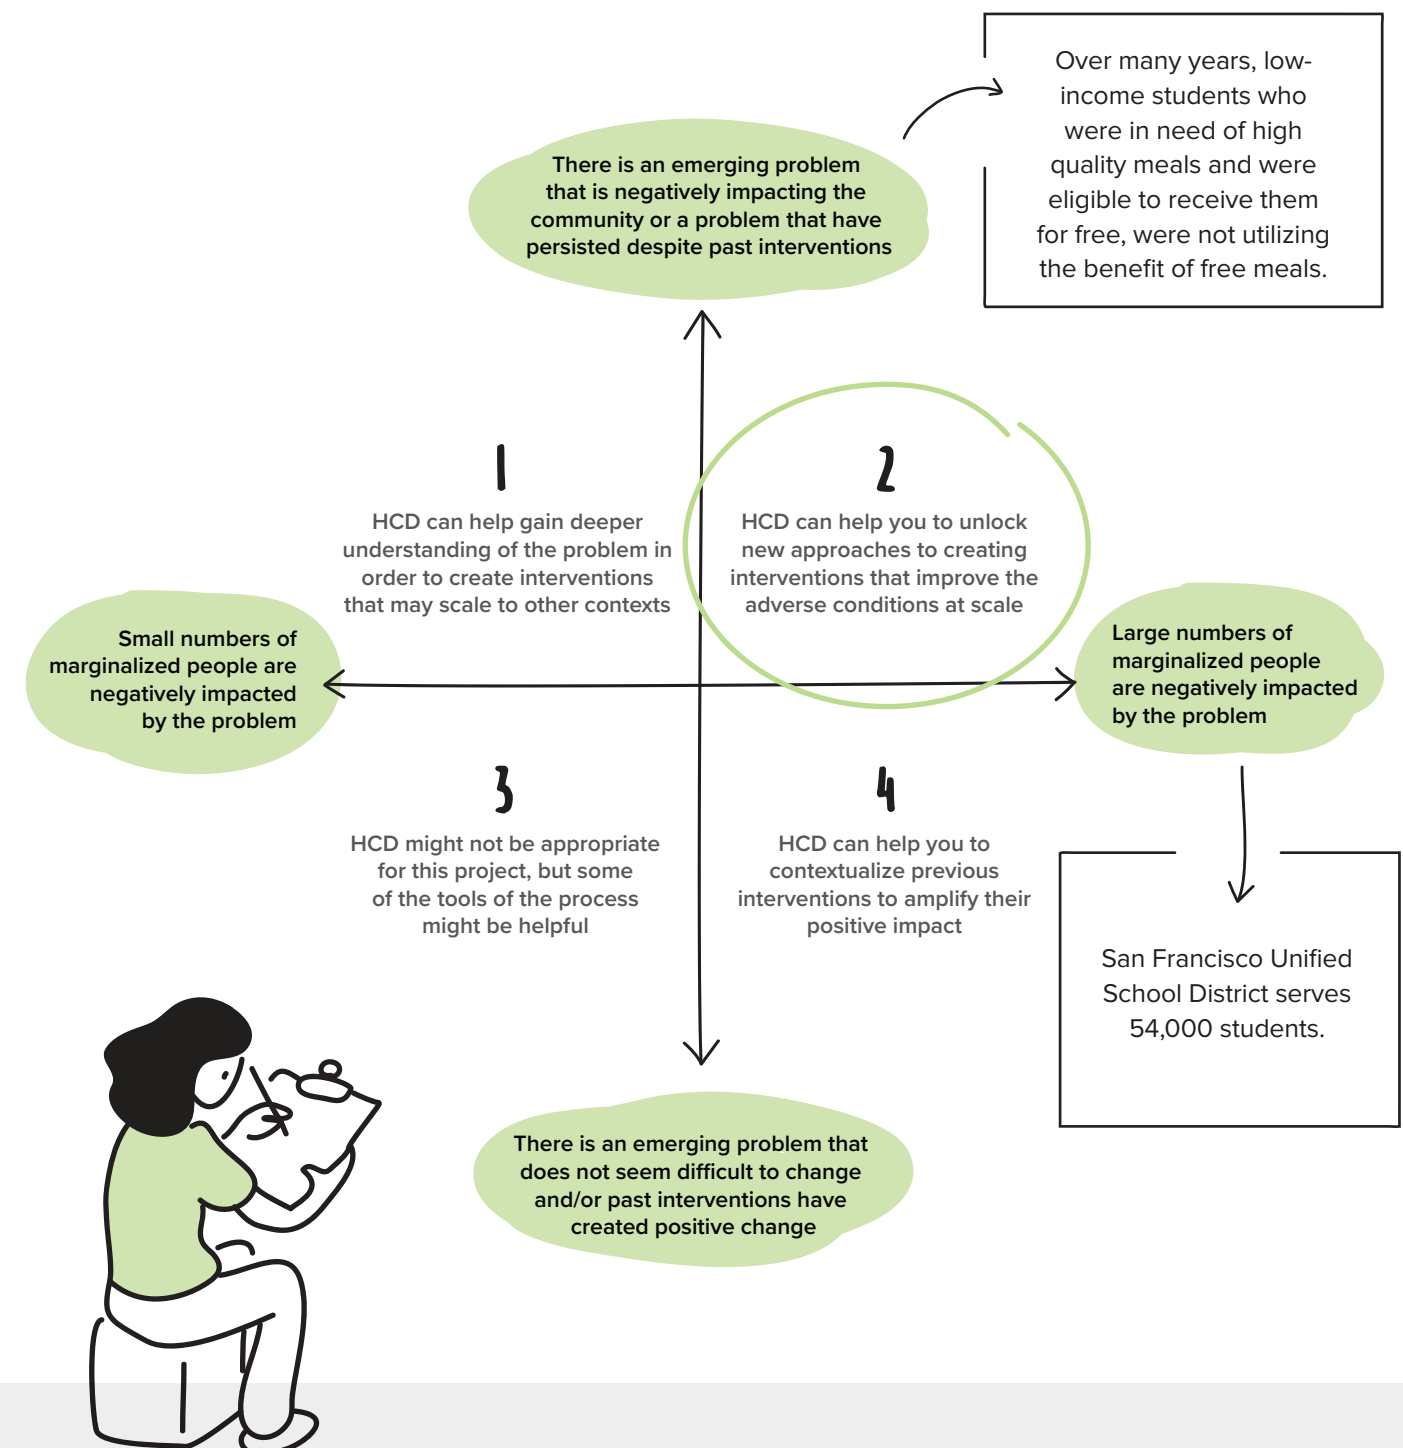 Over many years, low-
income students who
were in need of high
quality meals and were
eligible to receive them
for free, were not utilizing
the benefit of free meals.
There is an emerging problem
that is negatively impacting the
community or a problem that have
persisted despite past interventions
1
HCD can help gain deeper
understanding of the problem in
order to create interventions
that may scale to other contexts
2
HCD can help you to unlock
new approaches to creating
interventions that improve the
adverse conditions at scale
Small numbers of
marginalized people are
negatively impacted
by the problem
Large numbers of
marginalized people
are negatively impacted
by the problem
3
HCD might not be appropriate
for this project, but some
of the tools of the process
might be helpful
4
HCD can help you to
contextualize previous
interventions to amplify their
positive impact
San Francisco Unified
School District serves
54,000 students.
There is an emerging problem that
does not seem difficult to change
and/or past interventions have
created positive change